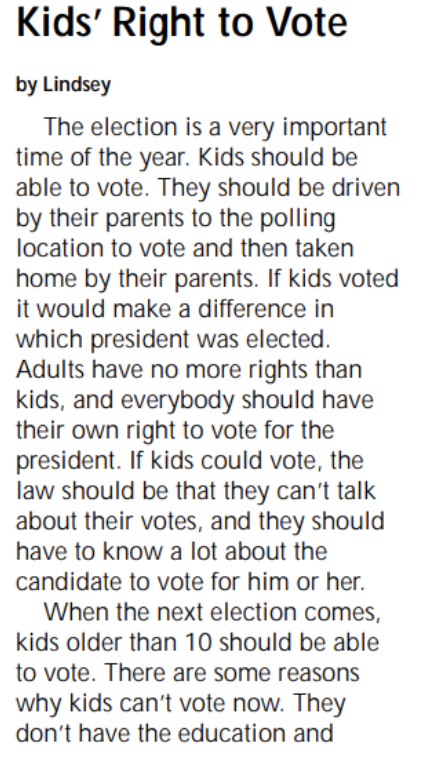 Kids’ Right to Vote
by Lindsey
The election is a very important
time of the year. Kids should be
able to vote. They should be driven
by their parents to the polling
location to vote and then taken
home by their parents. If kids voted
it would make a difference in
which president was elected.
Adults have no more rights than
kids, and everybody should have
their own right to vote for the
president. If kids could vote, the
law should be that they can’t talk
about their votes, and they should
have to know a lot about the
candidate to vote for him or her.
When the next election comes,
kids older than 10 should be able
to vote. There are some reasons
why kids can’t vote now. They
don’t have the education and